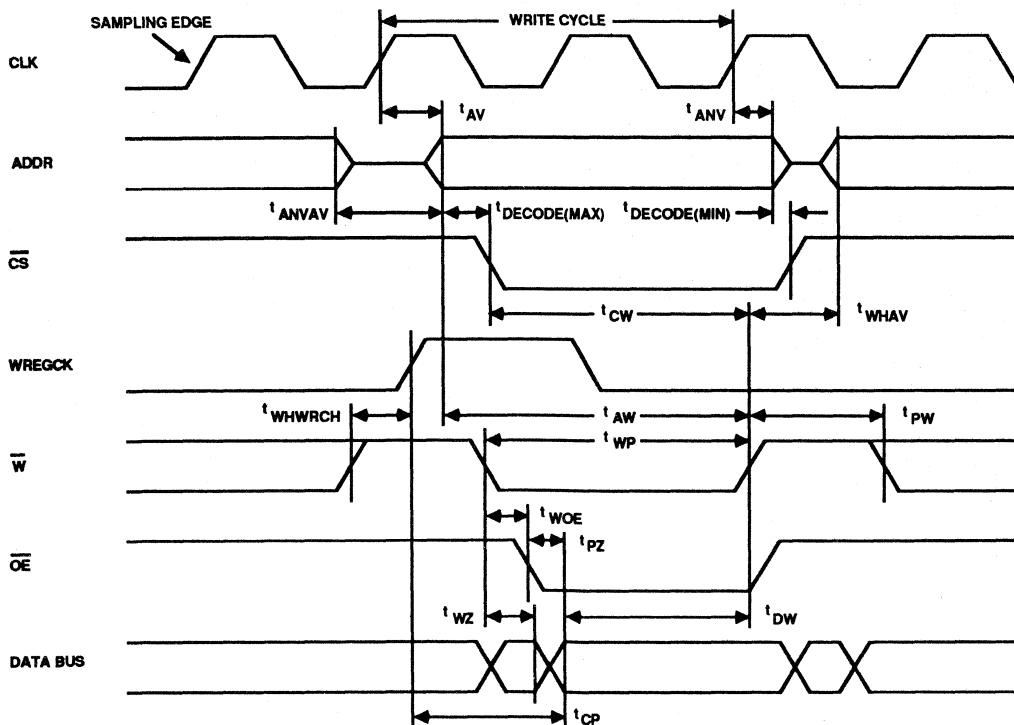 WRITE CYCLE
SAMPLING EDGE
CLK
tAV
tANV
ADDR
tANVAV
tDECODE(MAX)
tDECODE(MIN)
CS
tCW
tWHAV
WREGCK
tWHWRCH
tAW
tPW
tWP
W
tWOE
OE
tPZ
tWZ
tDW
DATA BUS
tCP